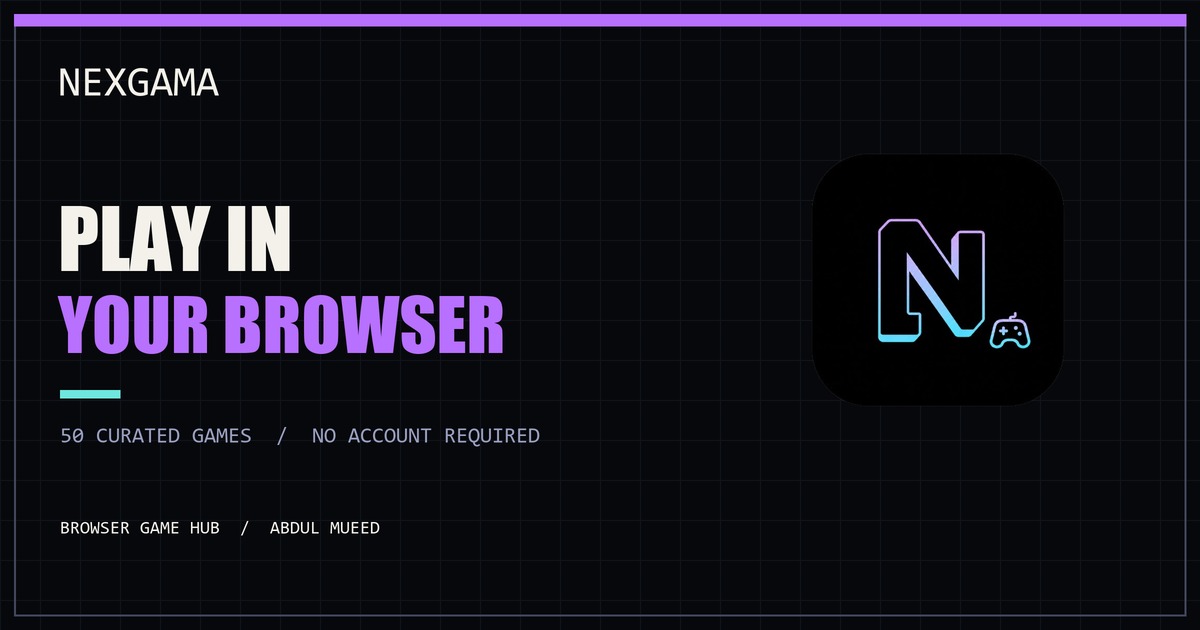 NEXGAMA
PLAY IN
YOUR BROWSER
50 CURATED GAMES / NO ACCOUNT REQUIRED
BROWSER GAME HUB / ABDUL MUEED
N